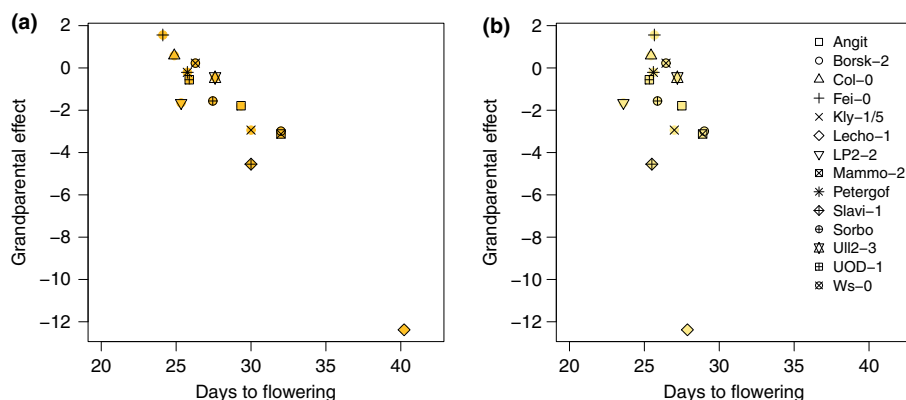 (a)
2
0
−2
−4
−6
−8
−10
−12
Grandparental effect
20 25 30 35 40
Days to flowering
(b)
2
0
−2
−4
−6
−8
−10
−12
Grandparental effect
20 25 30 35 40
Days to flowering
Angit
Borsk−2
Col−0
Fei−0
Kly−1/5
Lecho−1
LP2−2
Mammo−2
Petergof
Slavi−1
Sorbo
Ull2−3
UOD−1
Ws−0